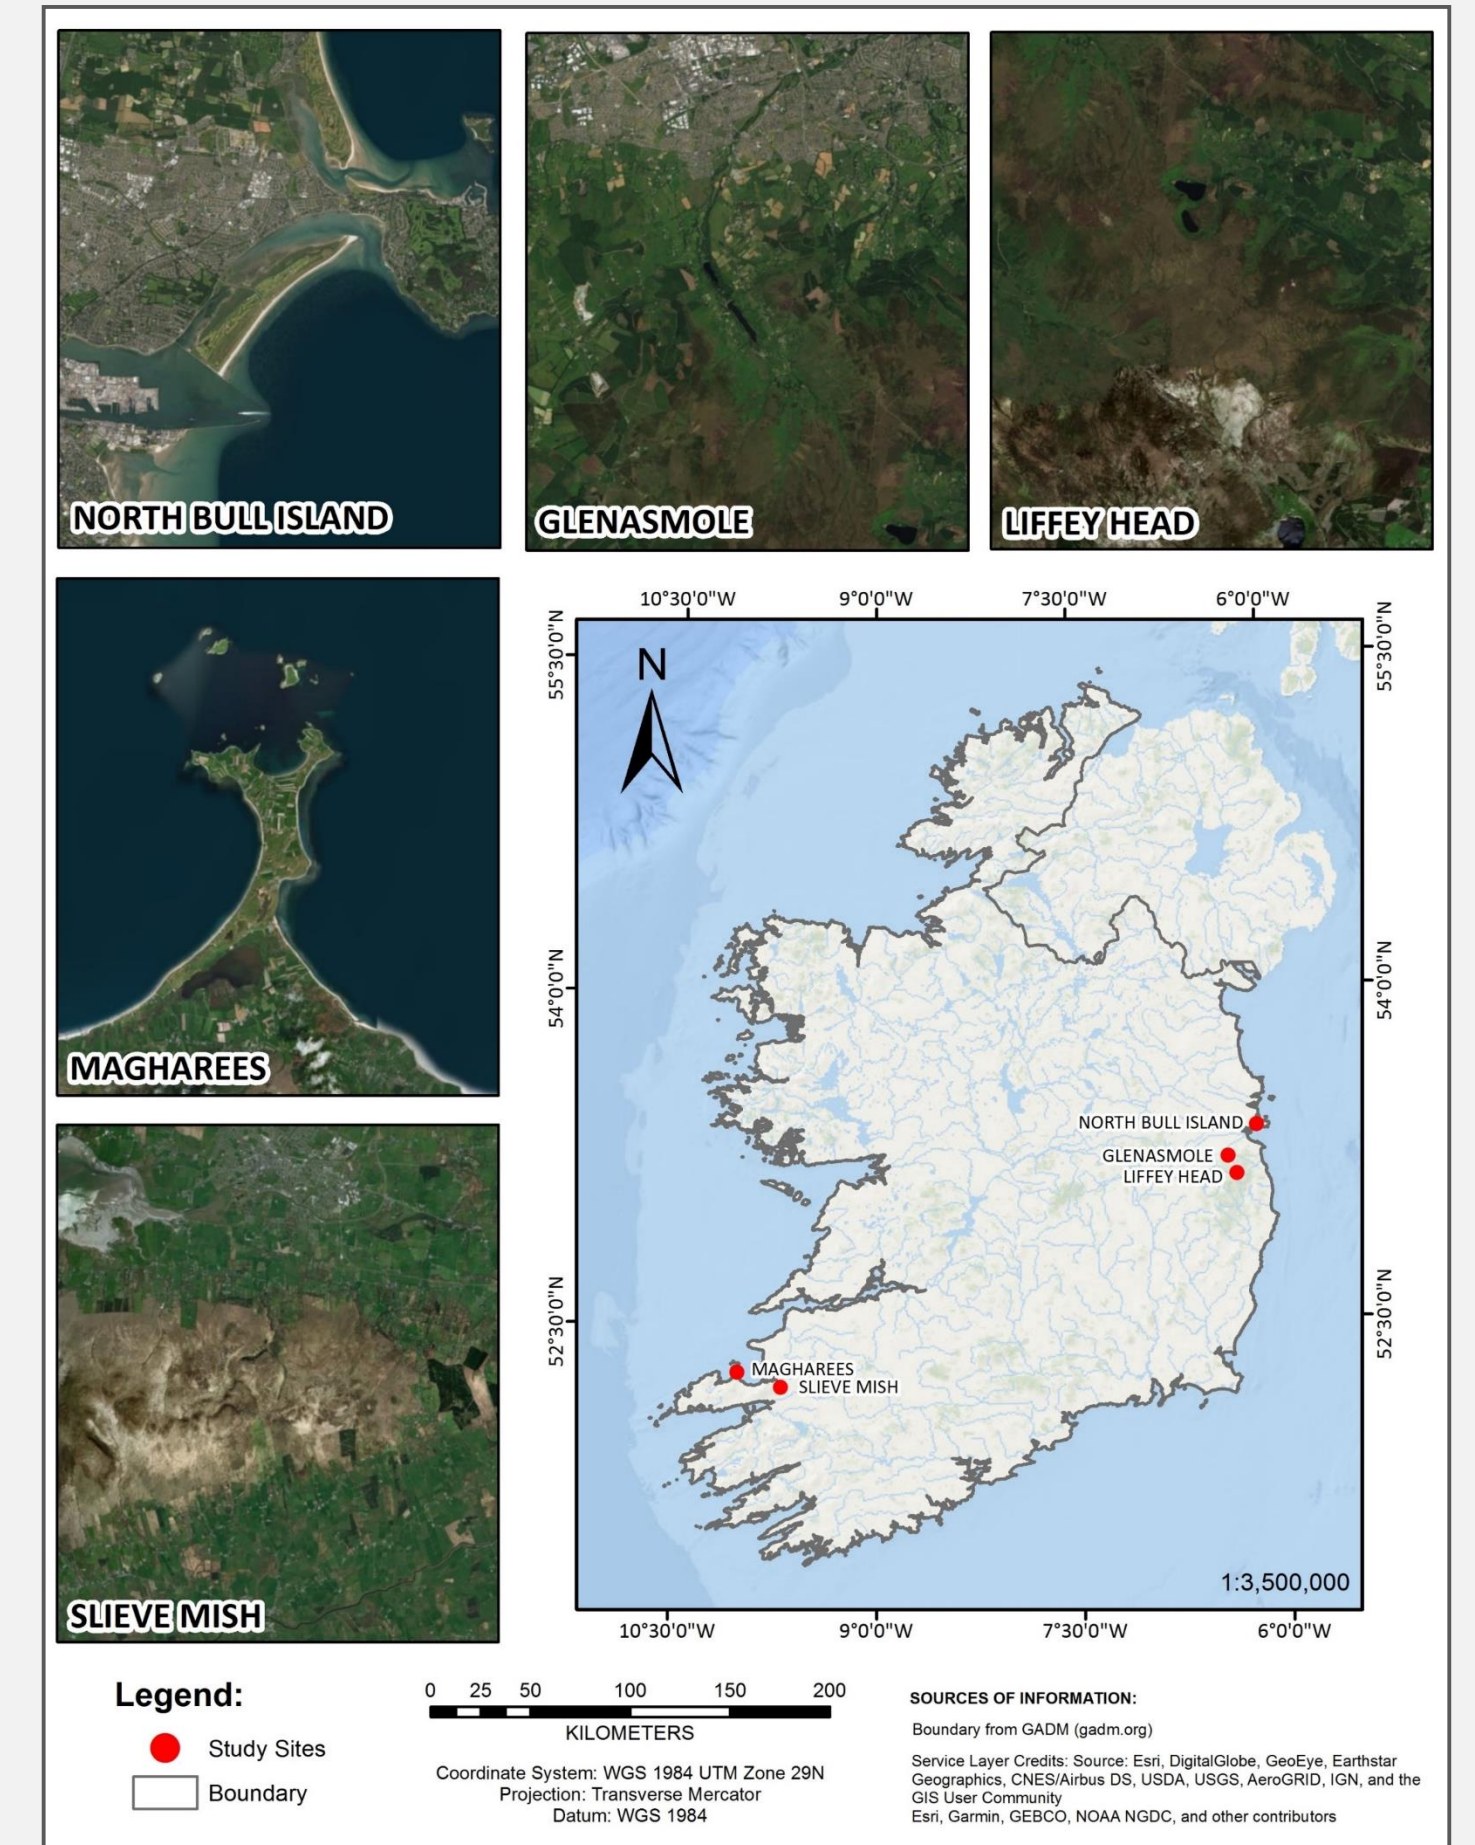 NORTH BULL ISLAND
GLENASMOLE
LIFFEY HEAD
MAGHAREES
SLIEVE MISH
10°30'0"W 9°0'0"W 7°30'0"W 6°0'0"W
55°30'0"N
55°30'0"N
N
54°0'0"N
54°0'0"N
NORTH BULL ISLAND
GLENASMOLE
LIFFEY HEAD
52°30'0"N
52°30'0"N
MAGHAREES
SLIEVE MISH
1:3,500,000
10°30'0"W 9°0'0"W 7°30'0"W 6°0'0"W
Legend:
Study Sites
Boundary
0 25 50 100 150 200
KILOMETERS
Coordinate System: WGS 1984 UTM Zone 29N
Projection: Transverse Mercator
Datum: WGS 1984
SOURCES OF INFORMATION:
Boundary from GADM (gadm.org)
Service Layer Credits: Source: Esri, DigitalGlobe, GeoEye, Earthstar
Geographics, CNES/Airbus DS, USDA, USGS, AeroGRID, IGN, and the
GIS User Community
Esri, Garmin, GEBCO, NOAA NGDC, and other contributors